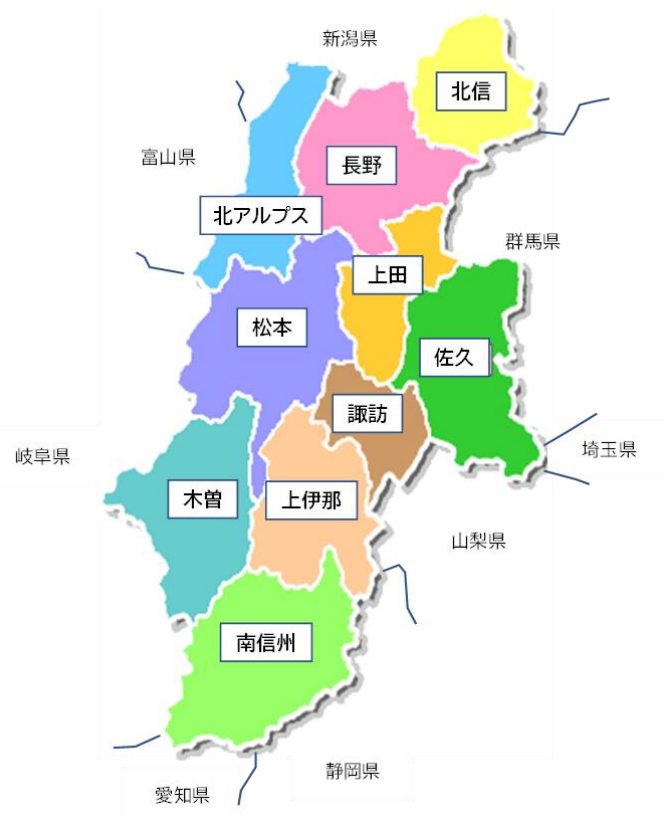 新潟県
北信
富山県
長野
北アルプス
群馬県
上田
松本
佐久
諏訪
岐阜県
埼玉県
木曽
上伊那
山梨県
南信州
静岡県
愛知県